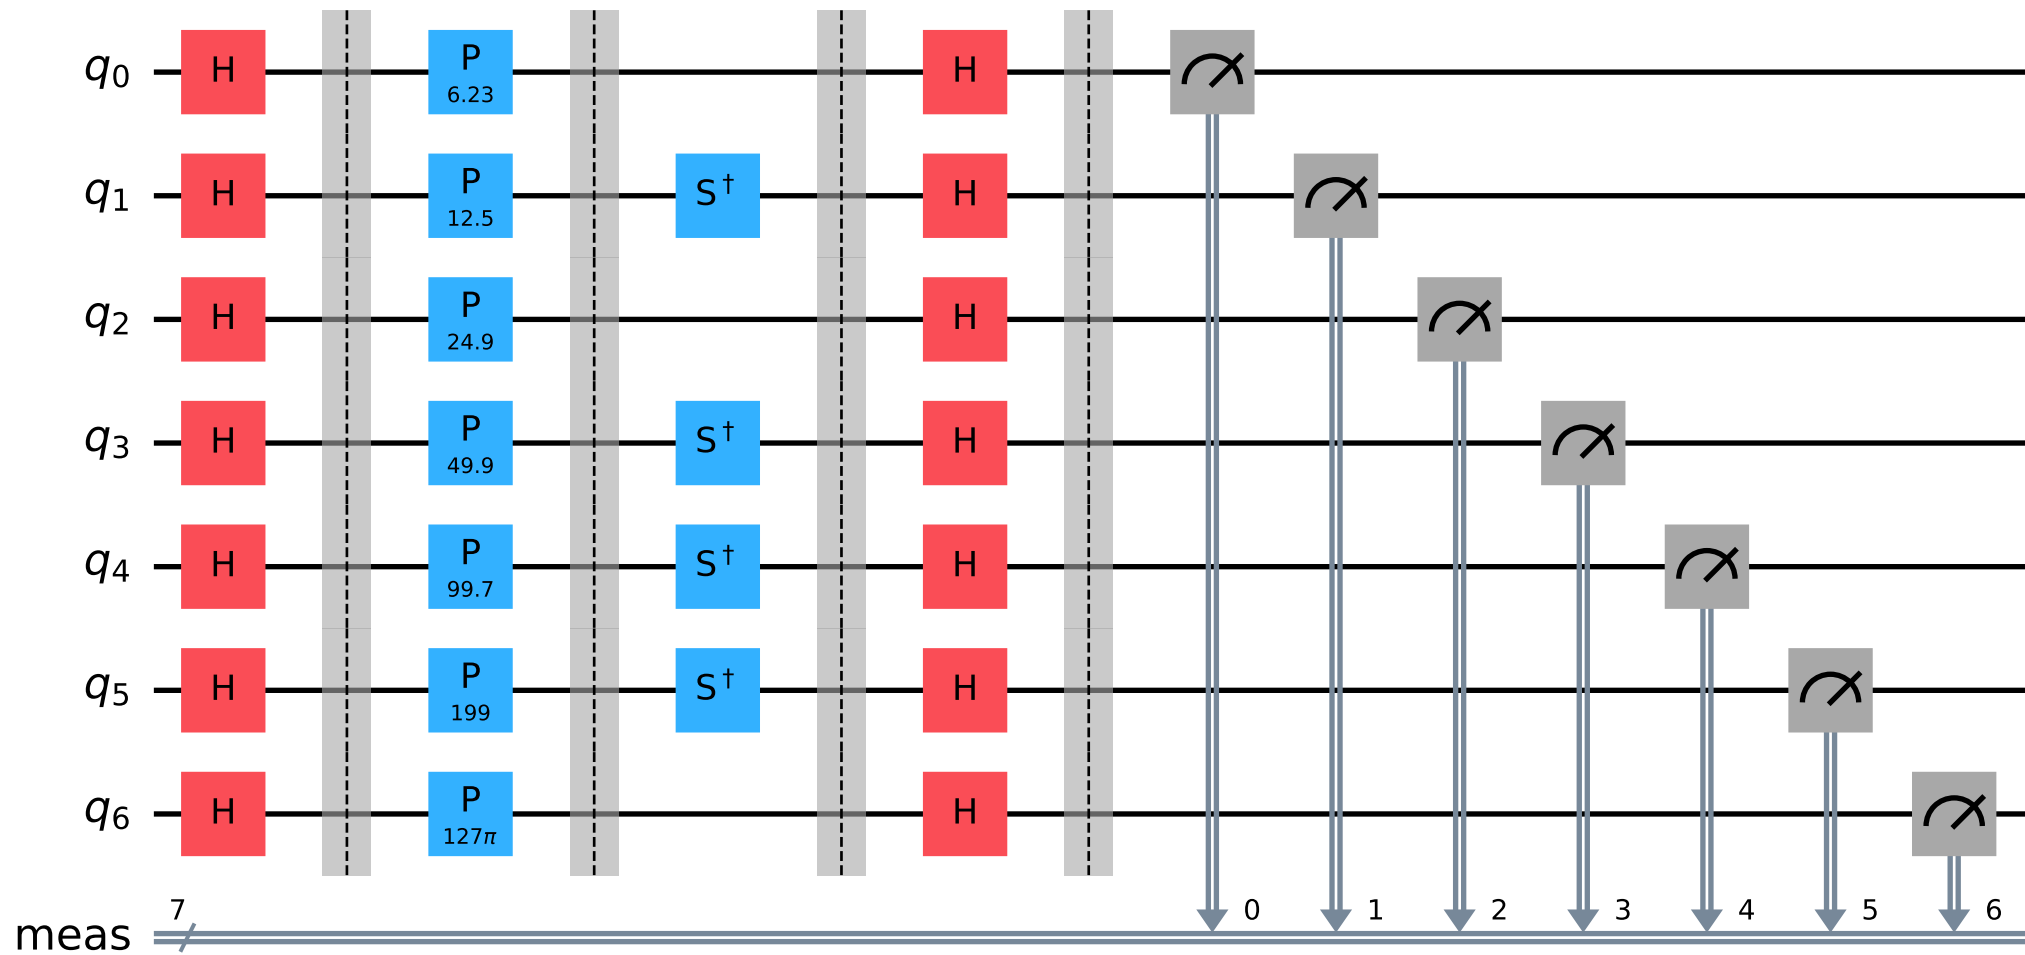 q0 H P 6.23 H
q1 H P 12.5 S† H
q2 H P 24.9 H
q3 H P 49.9 S† H
q4 H P 99.7 S† H
q5 H P 199 S† H
q6 H P 127π H
meas 7 0 1 2 3 4 5 6